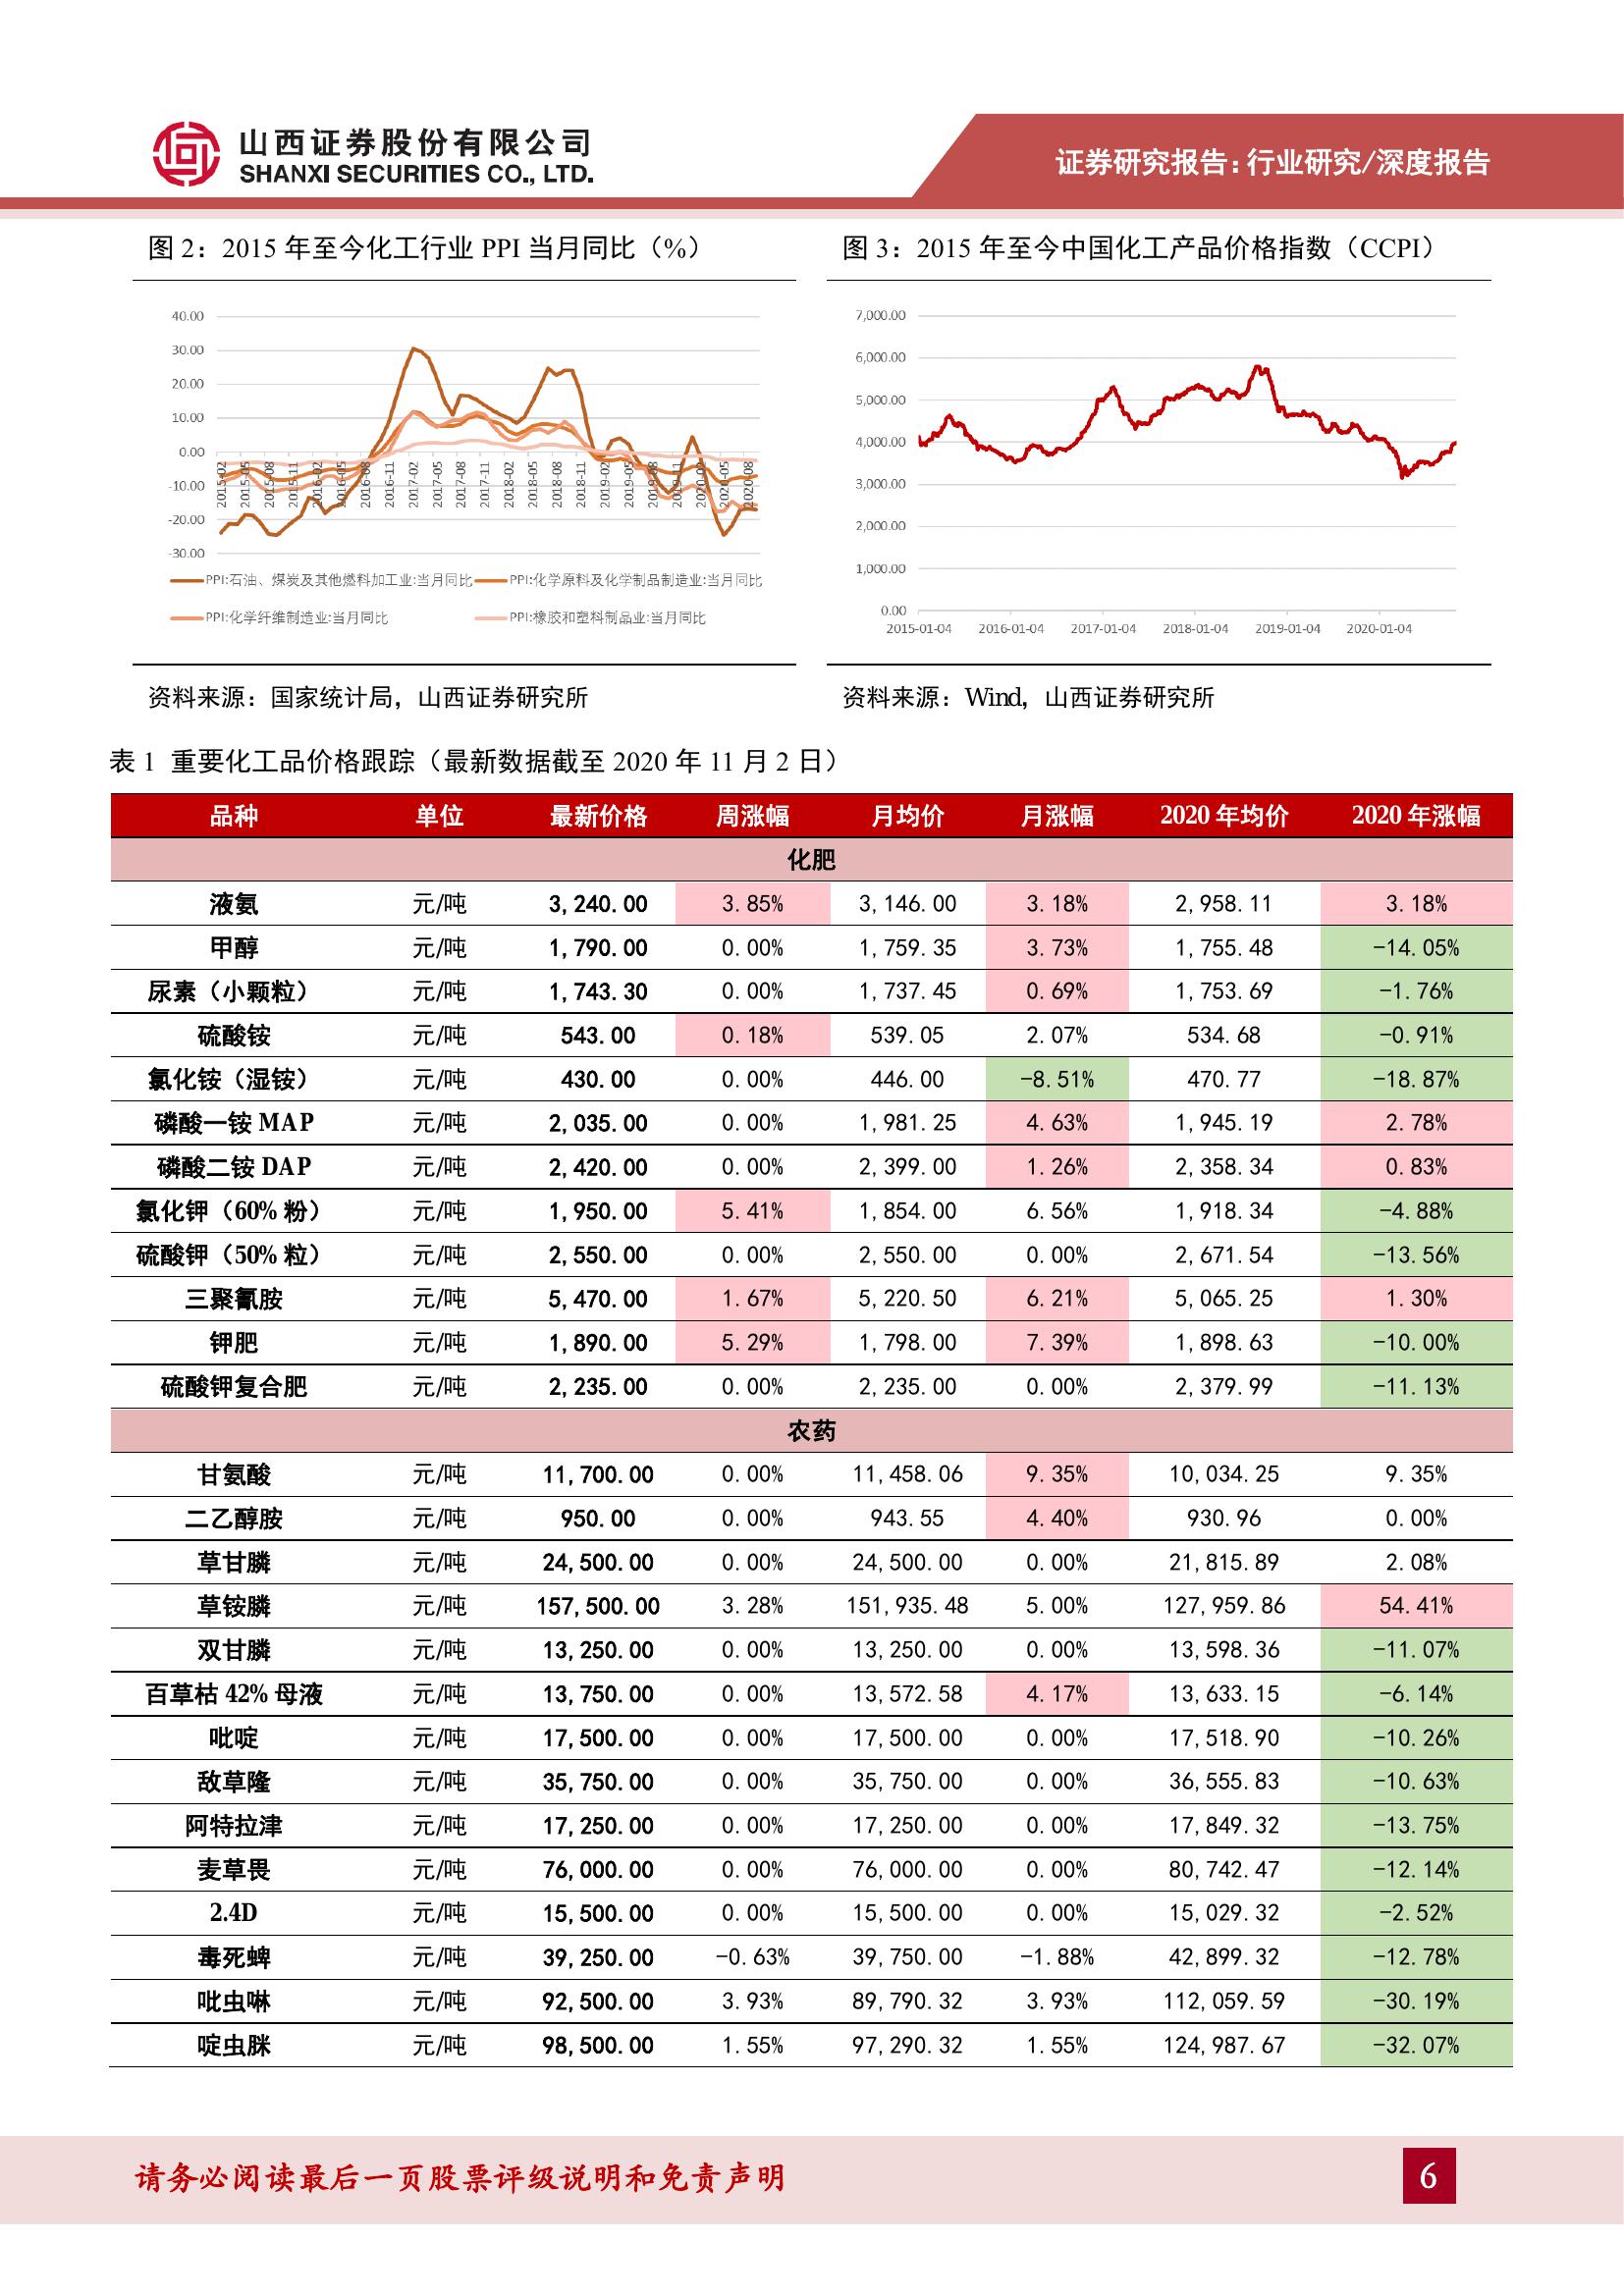 山西证券股份有限公司
SHANXI SECURITIES CO., LTD.
证券研究报告：行业研究/深度报告
图 2：2015 年至今化工行业 PPI 当月同比（%）
40.00
30.00
20.00
10.00
0.00
-10.00
-20.00
-30.00
2015-02 2015-05 2015-08 2015-11 2016-02 2016-05 2016-08 2016-11 2017-02 2017-05 2017-08 2017-11 2018-02 2018-05 2018-08 2018-11 2019-02 2019-05 2019-08 2019-11 2020-02 2020-05 2020-08
PPI:石油、煤炭及其他燃料加工业:当月同比 PPI:化学原料及化学制品制造业:当月同比
PPI:化学纤维制造业:当月同比 PPI:橡胶和塑料制品业:当月同比
资料来源：国家统计局，山西证券研究所
图 3：2015 年至今中国化工产品价格指数（CCPI）
7,000.00
6,000.00
5,000.00
4,000.00
3,000.00
2,000.00
1,000.00
0.00
2015-01-04 2016-01-04 2017-01-04 2018-01-04 2019-01-04 2020-01-04
资料来源：Wind，山西证券研究所
表 1 重要化工品价格跟踪（最新数据截至 2020 年 11 月 2 日）
品种 单位 最新价格 周涨幅 月均价 月涨幅 2020 年均价 2020 年涨幅
化肥
液氨 元/吨 3,240.00 3.85% 3,146.00 3.18% 2,958.11 3.18%
甲醇 元/吨 1,790.00 0.00% 1,759.35 3.73% 1,755.48 -14.05%
尿素（小颗粒） 元/吨 1,743.30 0.00% 1,737.45 0.69% 1,753.69 -1.76%
硫酸铵 元/吨 543.00 0.18% 539.05 2.07% 534.68 -0.91%
氯化铵（湿铵） 元/吨 430.00 0.00% 446.00 -8.51% 470.77 -18.87%
磷酸一铵 MAP 元/吨 2,035.00 0.00% 1,981.25 4.63% 1,945.19 2.78%
磷酸二铵 DAP 元/吨 2,420.00 0.00% 2,399.00 1.26% 2,358.34 0.83%
氯化钾（60% 粉） 元/吨 1,950.00 5.41% 1,854.00 6.56% 1,918.34 -4.88%
硫酸钾（50% 粒） 元/吨 2,550.00 0.00% 2,550.00 0.00% 2,671.54 -13.56%
三聚氰胺 元/吨 5,470.00 1.67% 5,220.50 6.21% 5,065.25 1.30%
钾肥 元/吨 1,890.00 5.29% 1,798.00 7.39% 1,898.63 -10.00%
硫酸钾复合肥 元/吨 2,235.00 0.00% 2,235.00 0.00% 2,379.99 -11.13%
农药
甘氨酸 元/吨 11,700.00 0.00% 11,458.06 9.35% 10,034.25 9.35%
二乙醇胺 元/吨 950.00 0.00% 943.55 4.40% 930.96 0.00%
草甘膦 元/吨 24,500.00 0.00% 24,500.00 0.00% 21,815.89 2.08%
草铵膦 元/吨 157,500.00 3.28% 151,935.48 5.00% 127,959.86 54.41%
双甘膦 元/吨 13,250.00 0.00% 13,250.00 0.00% 13,598.36 -11.07%
百草枯 42% 母液 元/吨 13,750.00 0.00% 13,572.58 4.17% 13,633.15 -6.14%
吡啶 元/吨 17,500.00 0.00% 17,500.00 0.00% 17,518.90 -10.26%
敌草隆 元/吨 35,750.00 0.00% 35,750.00 0.00% 36,555.83 -10.63%
阿特拉津 元/吨 17,250.00 0.00% 17,250.00 0.00% 17,849.32 -13.75%
麦草畏 元/吨 76,000.00 0.00% 76,000.00 0.00% 80,742.47 -12.14%
2.4D 元/吨 15,500.00 0.00% 15,500.00 0.00% 15,029.32 -2.52%
毒死蜱 元/吨 39,250.00 -0.63% 39,750.00 -1.88% 42,899.32 -12.78%
吡虫啉 元/吨 92,500.00 3.93% 89,790.32 3.93% 112,059.59 -30.19%
啶虫脒 元/吨 98,500.00 1.55% 97,290.32 1.55% 124,987.67 -32.07%
请务必阅读最后一页股票评级说明和免责声明
6